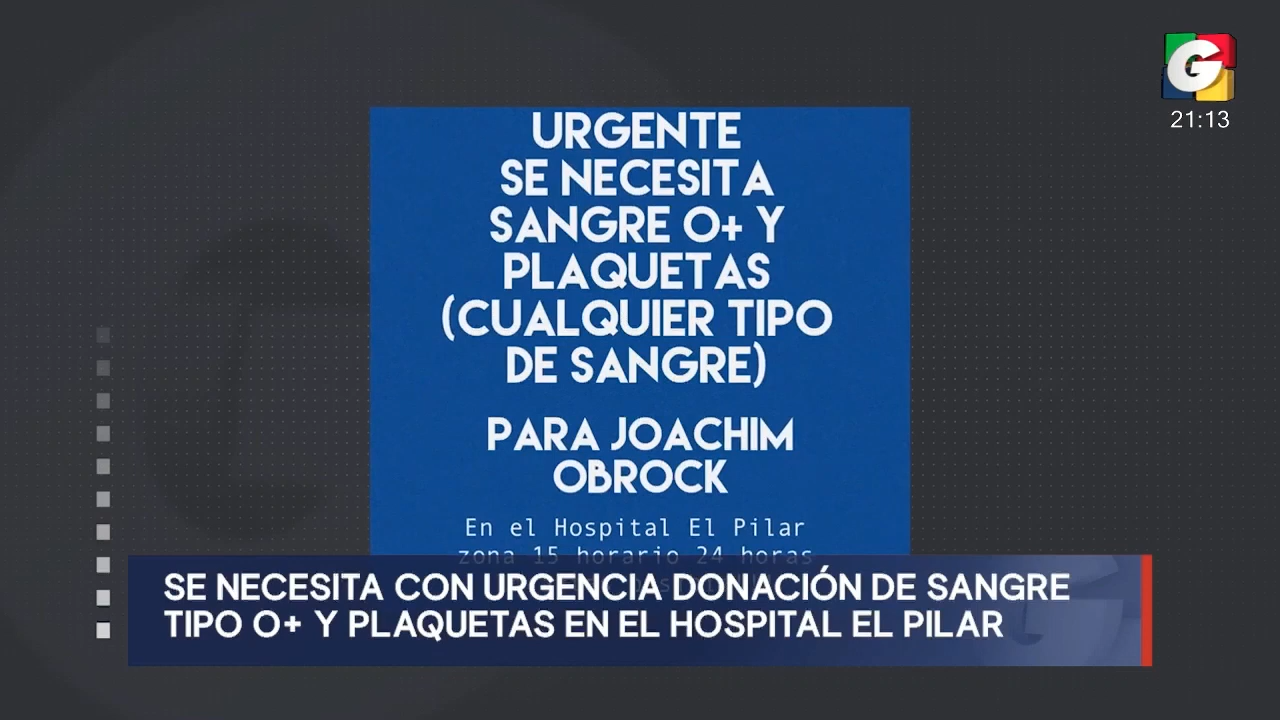 G
21:13
URGENTE
SE NECESITA
SANGRE O+ Y
PLAQUETAS
(CUALQUIER TIPO
DE SANGRE)
PARA JOACHIM
OBROCK
En el Hospital El Pilar
zona 15 horario 24 horas
SE NECESITA CON URGENCIA DONACIÓN DE SANGRE
TIPO O+ Y PLAQUETAS EN EL HOSPITAL EL PILAR